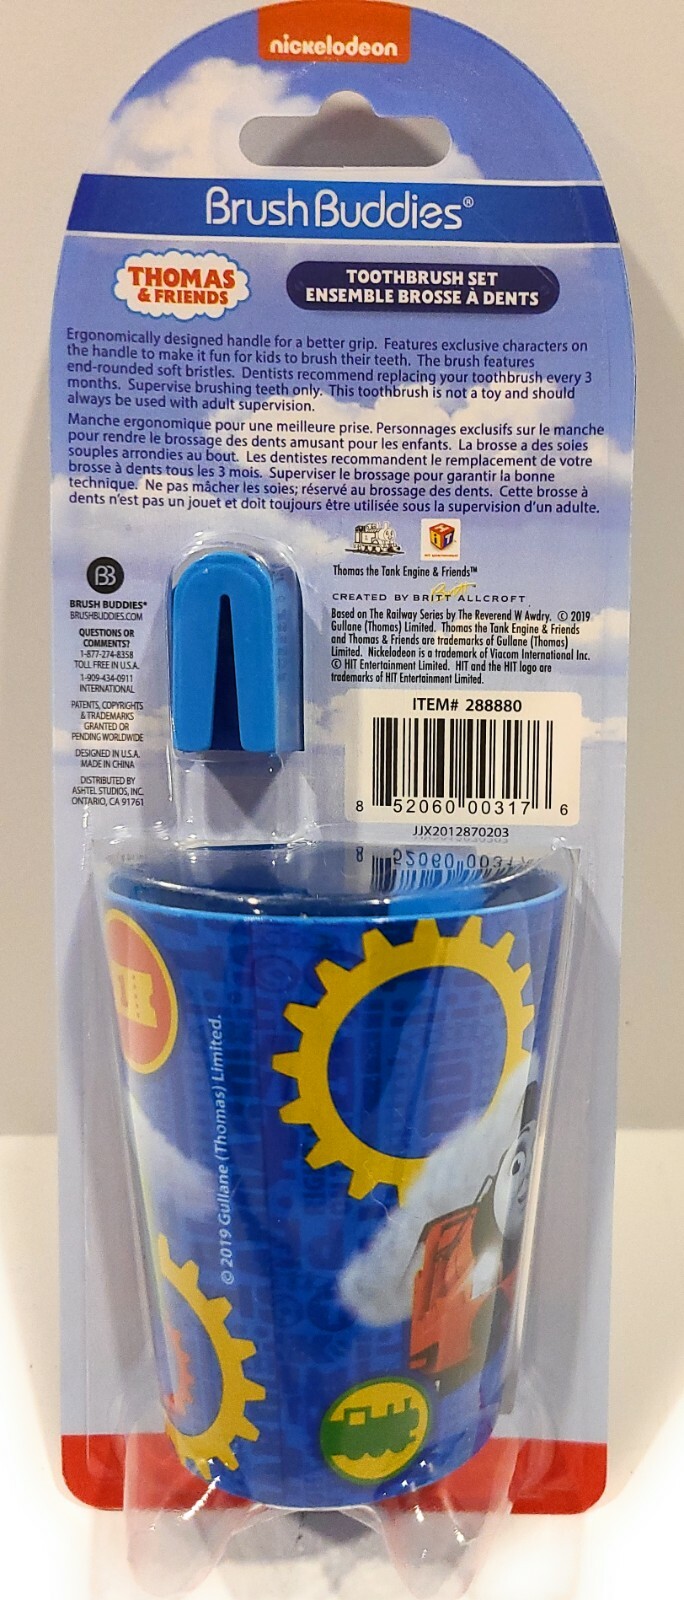 nickelodeon
Brush Buddies®
THOMAS
& FRIENDS
TOOTHBRUSH SET
ENSEMBLE BROSSE À DENTS
Ergonomically designed handle for a better grip. Features exclusive characters on
the handle to make it fun for kids to brush their teeth. The brush features
end-rounded soft bristles. Dentists recommend replacing your toothbrush every 3
months. Supervise brushing teeth only. This toothbrush is not a toy and should
always be used with adult supervision.
Manche ergonomique pour une meilleure prise. Personnages exclusifs sur le manche
pour rendre le brossage des dents amusant pour les enfants. La brosse a des soies
souples arrondies au bout. Les dentistes recommandent le remplacement de votre
brosse à dents tous les 3 mois. Superviser le brossage pour garantir la bonne
technique. Ne pas mâcher les soies; réservé au brossage des dents. Cette brosse à
dents n'est pas un jouet et doit toujours être utilisée sous la supervision d'un adulte.
BB
BRUSH BUDDIES®
BRUSHBUDDIES.COM
QUESTIONS OR
COMMENTS?
1-877-274-8358
TOLL FREE IN U.S.A.
1-909-434-0911
INTERNATIONAL
PATENTS, COPYRIGHTS
& TRADEMARKS
GRANTED OR
PENDING WORLDWIDE
DESIGNED IN U.S.A.
MADE IN CHINA
DISTRIBUTED BY
ASHTEL STUDIOS, INC.
ONTARIO, CA 91761
HiT
HiT entertainment
Thomas the Tank Engine & Friends™
CREATED BY BRITT ALLCROFT
Based on The Railway Series by The Reverend W Awdry. © 2019
Gullane (Thomas) Limited. Thomas the Tank Engine & Friends
and Thomas & Friends are trademarks of Gullane (Thomas)
Limited. Nickelodeon is a trademark of Viacom International Inc.
© HIT Entertainment Limited. HIT and the HIT logo are
trademarks of HIT Entertainment Limited.
ITEM# 288880
8 52060 00317 6
JJX2012870203
1
© 2019 Gullane (Thomas) Limited.